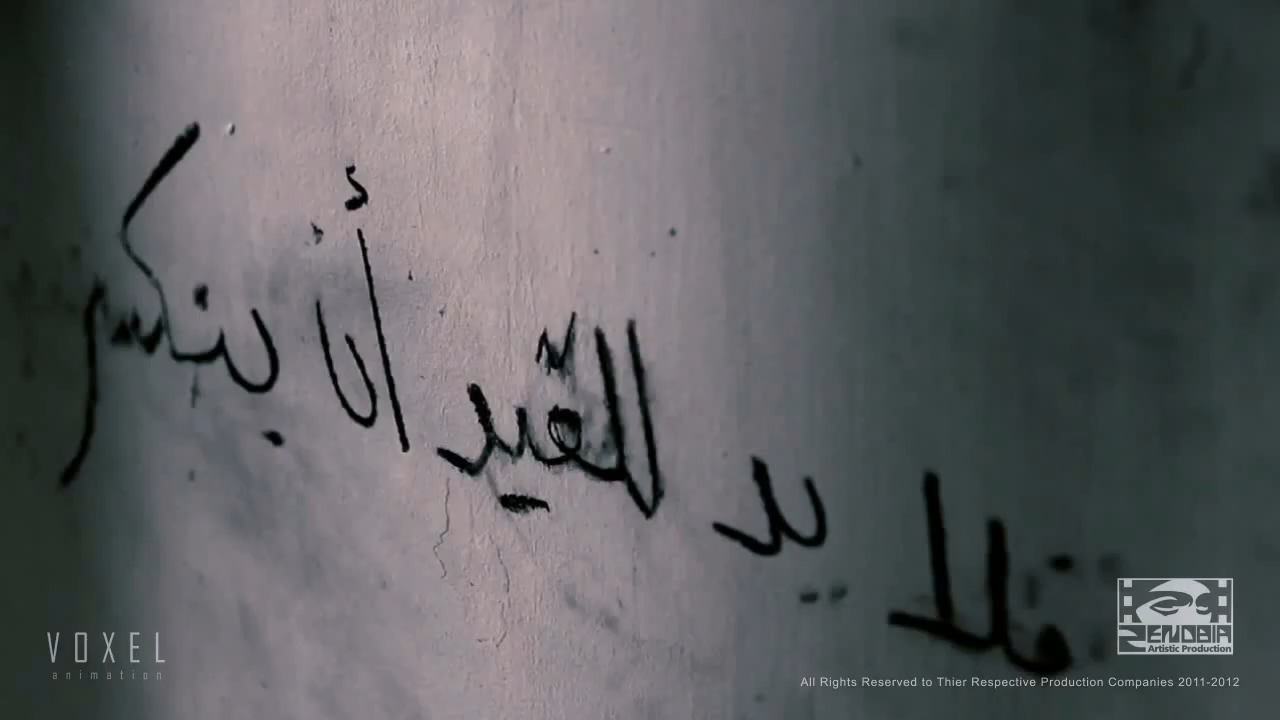 فلا يد للقيد أن ينكسر
VOXEL
animation
ZENOBIA
Artistic Production
All Rights Reserved to Thier Respective Production Companies 2011-2012